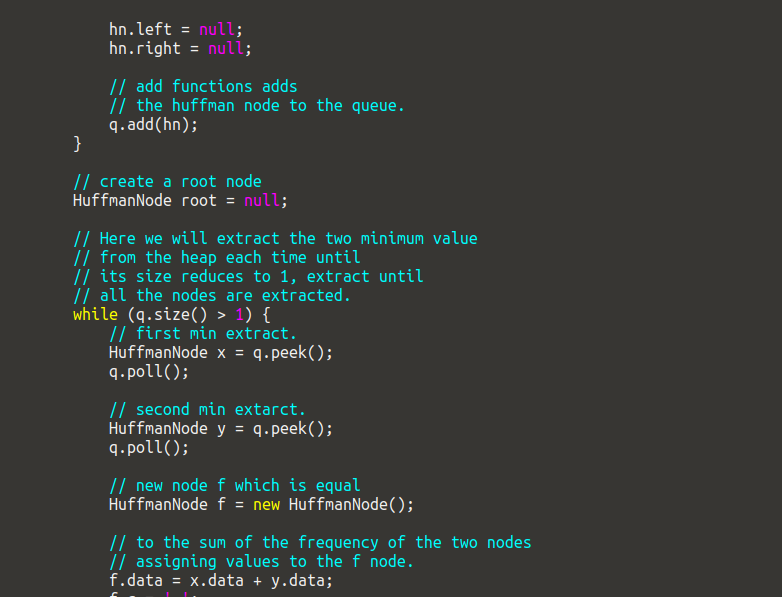 hn.left = null;
hn.right = null;
// add functions adds
// the huffman node to the queue.
q.add(hn);
}
// create a root node
HuffmanNode root = null;
// Here we will extract the two minimum value
// from the heap each time until
// its size reduces to 1, extract until
// all the nodes are extracted.
while (q.size() > 1) {
// first min extract.
HuffmanNode x = q.peek();
q.poll();
// second min extarct.
HuffmanNode y = q.peek();
q.poll();
// new node f which is equal
HuffmanNode f = new HuffmanNode();
// to the sum of the frequency of the two nodes
// assigning values to the f node.
f.data = x.data + y.data;